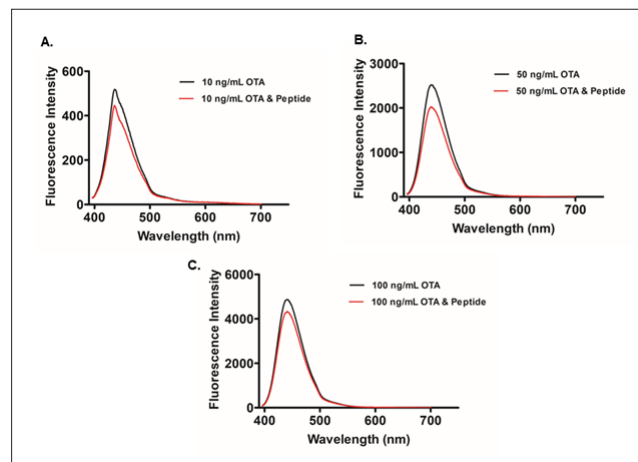 A.
Fluorescence Intensity
600
400
200
0
400 500 600 700
Wavelength (nm)
10 ng/mL OTA
10 ng/mL OTA & Peptide
B.
Fluorescence Intensity
3000
2000
1000
0
400 500 600 700
Wavelength (nm)
50 ng/mL OTA
50 ng/mL OTA & Peptide
C.
Fluorescence Intensity
6000
4000
2000
0
400 500 600 700
Wavelength (nm)
100 ng/mL OTA
100 ng/mL OTA & Peptide